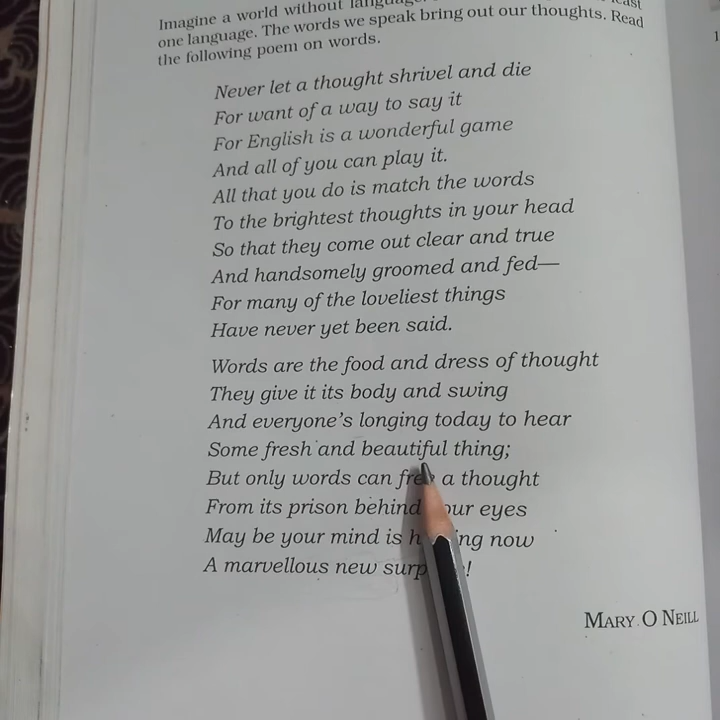 Imagine a world without language.
one language. The words we speak bring out our thoughts. Read
the following poem on words.
Never let a thought shrivel and die
For want of a way to say it
For English is a wonderful game
And all of you can play it.
All that you do is match the words
To the brightest thoughts in your head
So that they come out clear and true
And handsomely groomed and fed—
For many of the loveliest things
Have never yet been said.
Words are the food and dress of thought
They give it its body and swing
And everyone's longing today to hear
Some fresh and beautiful thing;
But only words can a thought
From its prison behind eyes
May be your mind is now
A marvellous new !
MARY O NEILL
1